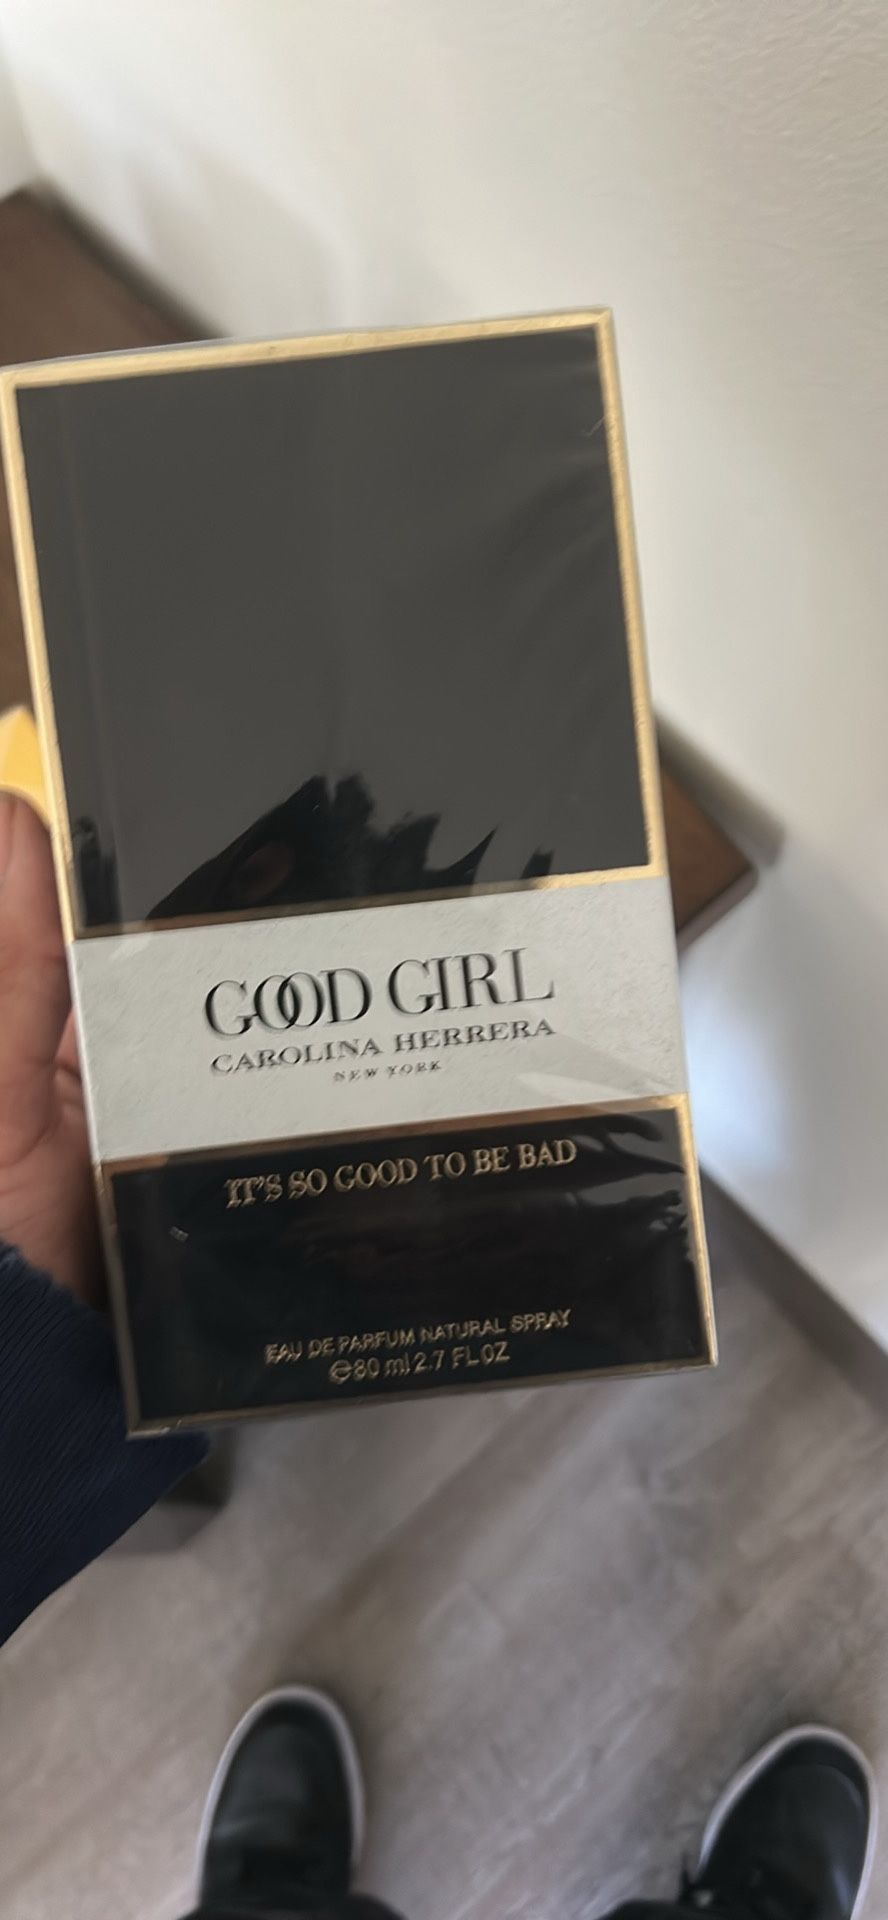 GOOD GIRL
CAROLINA HERRERA
NEW YORK
IT'S SO GOOD TO BE BAD
EAU DE PARFUM NATURAL SPRAY
℮80 ml 2.7 FL OZ